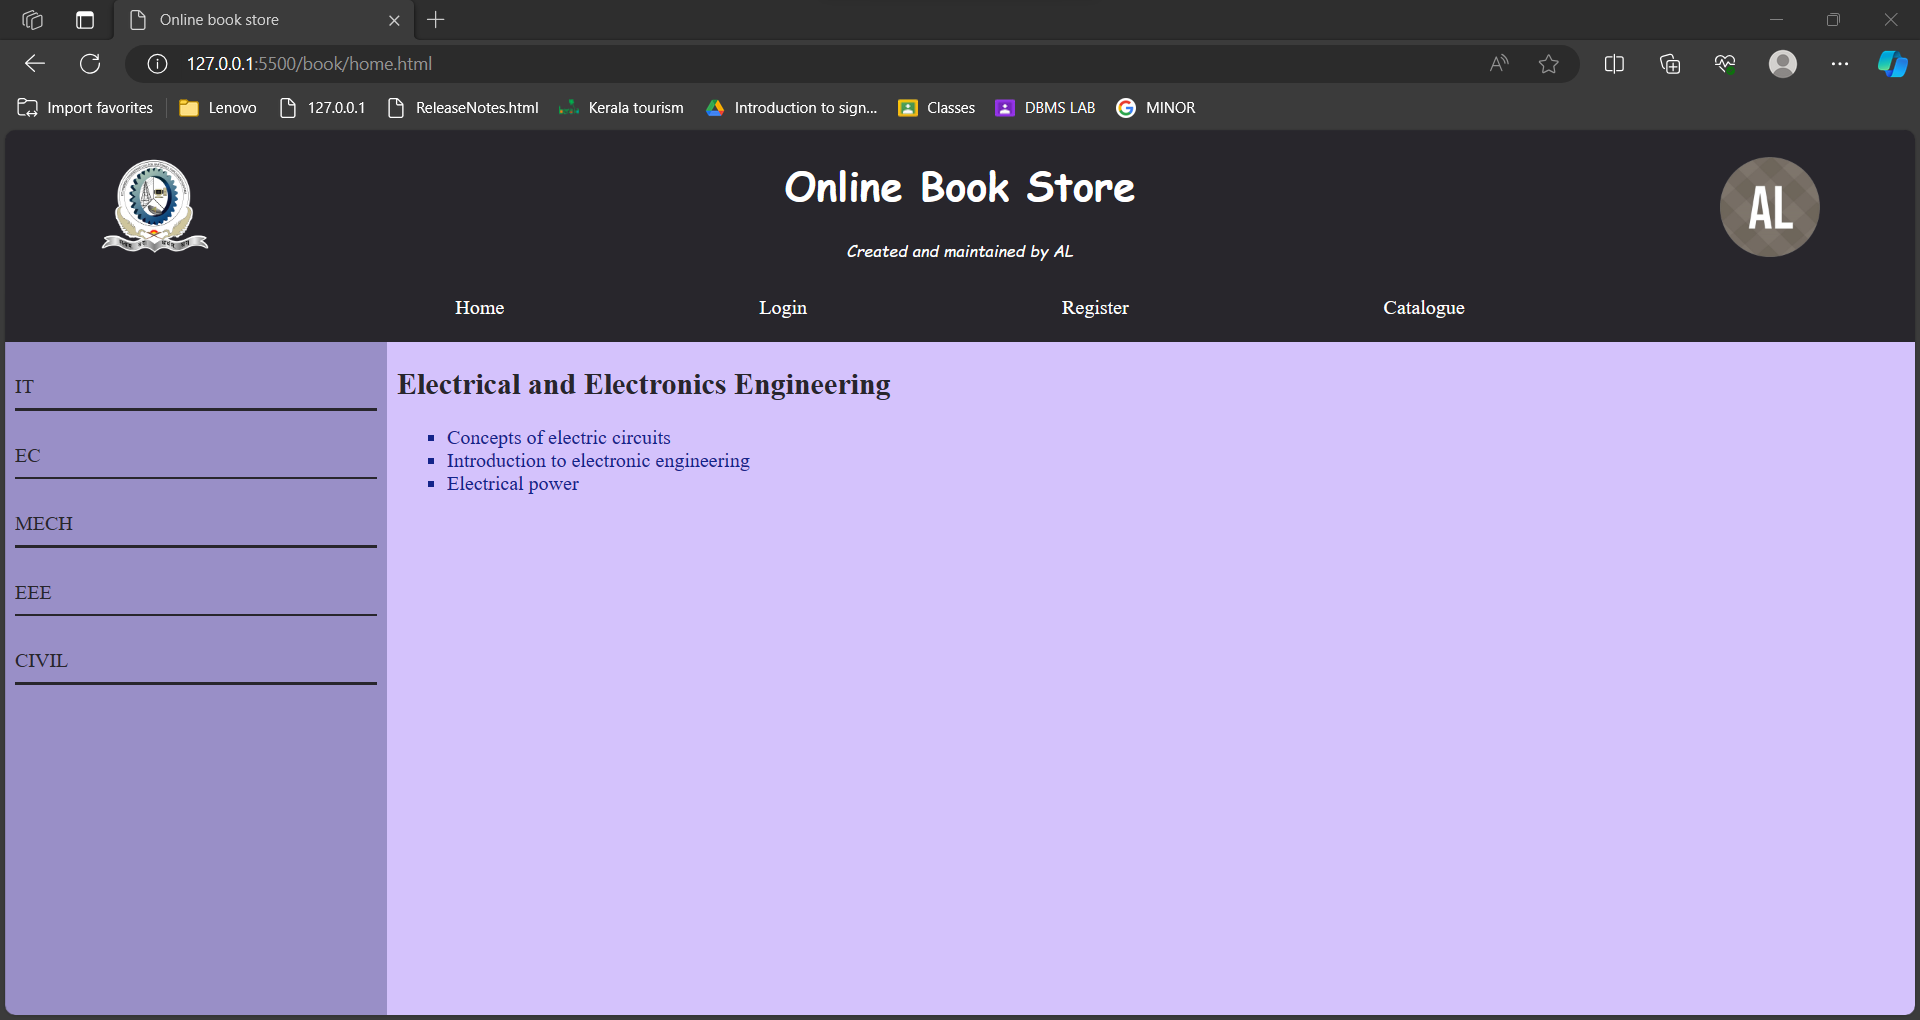 Online book store
127.0.0.1:5500/book/home.html
Import favorites Lenovo 127.0.0.1 ReleaseNotes.html Kerala tourism Introduction to sign... Classes DBMS LAB MINOR
Online Book Store
AL
Created and maintained by AL
Home Login Register Catalogue
IT
EC
MECH
EEE
CIVIL
Electrical and Electronics Engineering
Concepts of electric circuits
Introduction to electronic engineering
Electrical power